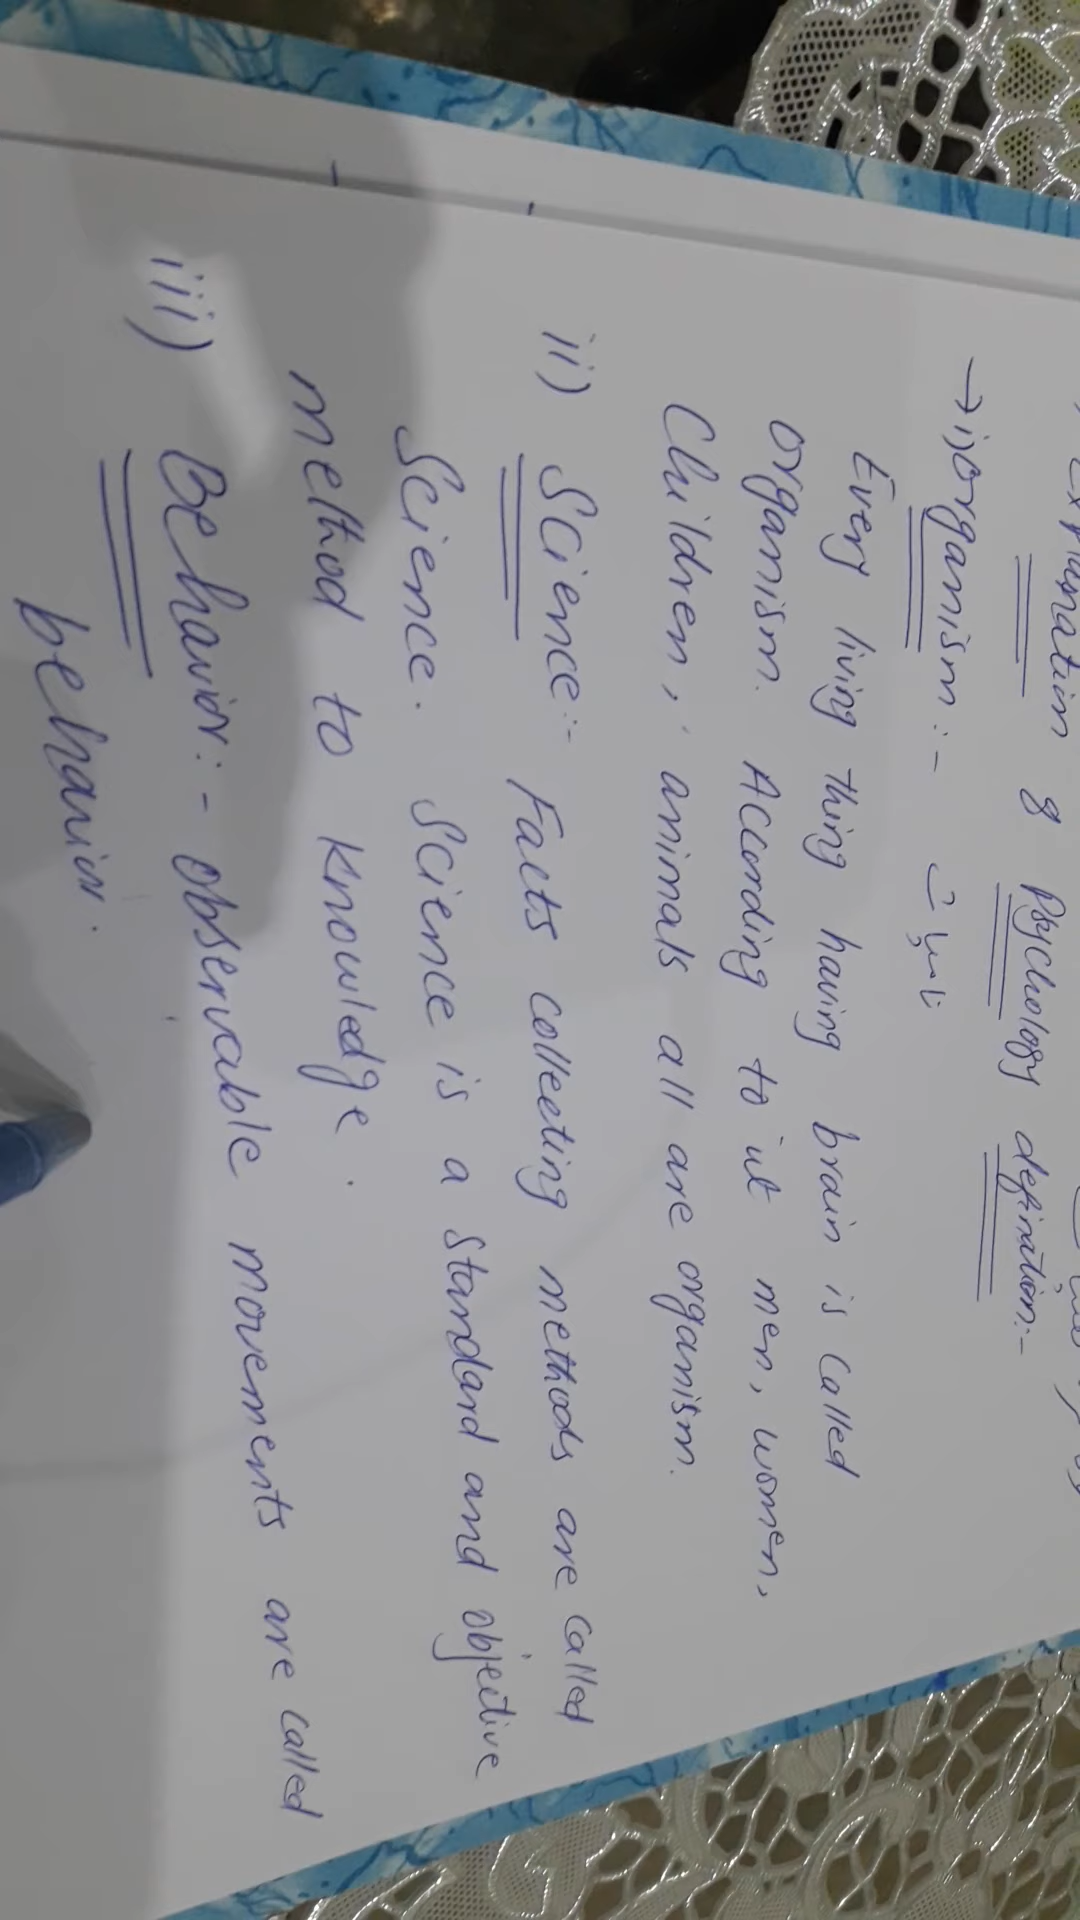 Explanation of Psychology defination:-
→ i) organism:-
Every living thing having brain is called
organism. According to it men, women,
Children, animals all are organism.
ii) Science:- Facts collecting methods are called
Science. Science is a standard and objective
method to knowledge.
iii) Behavior:- observable movements are called
behavior.